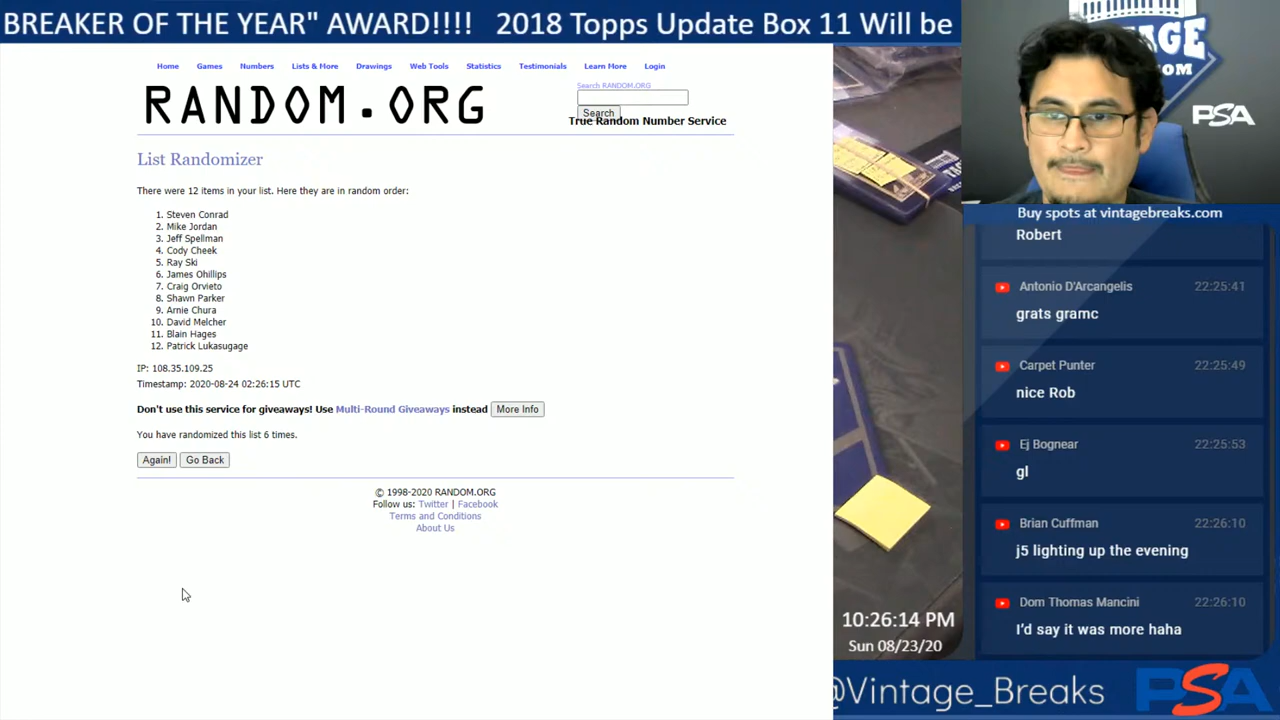 BREAKER OF THE YEAR" AWARD!!!! 2018 Topps Update Box 11 Will be
Home Games Numbers Lists & More Drawings Web Tools Statistics Testimonials Learn More Login
RANDOM.ORG
Search RANDOM.ORG
Search
True Random Number Service
List Randomizer
There were 12 items in your list. Here they are in random order:
1. Steven Conrad
2. Mike Jordan
3. Jeff Spellman
4. Cody Cheek
5. Ray Ski
6. James Ohillips
7. Craig Orvieto
8. Shawn Parker
9. Arnie Chura
10. David Melcher
11. Blain Hages
12. Patrick Lukasugage
IP: 108.35.109.25
Timestamp: 2020-08-24 02:26:15 UTC
Don't use this service for giveaways! Use Multi-Round Giveaways instead More Info
You have randomized this list 6 times.
Again! Go Back
© 1998-2020 RANDOM.ORG
Follow us: Twitter | Facebook
Terms and Conditions
About Us
AGE
OM
PSA
Buy spots at vintagebreaks.com
Robert
Antonio D'Arcangelis 22:25:41
grats gramc
Carpet Punter 22:25:49
nice Rob
Ej Bognear 22:25:53
gl
Brian Cuffman 22:26:10
j5 lighting up the evening
Dom Thomas Mancini 22:26:10
I'd say it was more haha
10:26:14 PM
Sun 08/23/20
@Vintage_Breaks
PSA